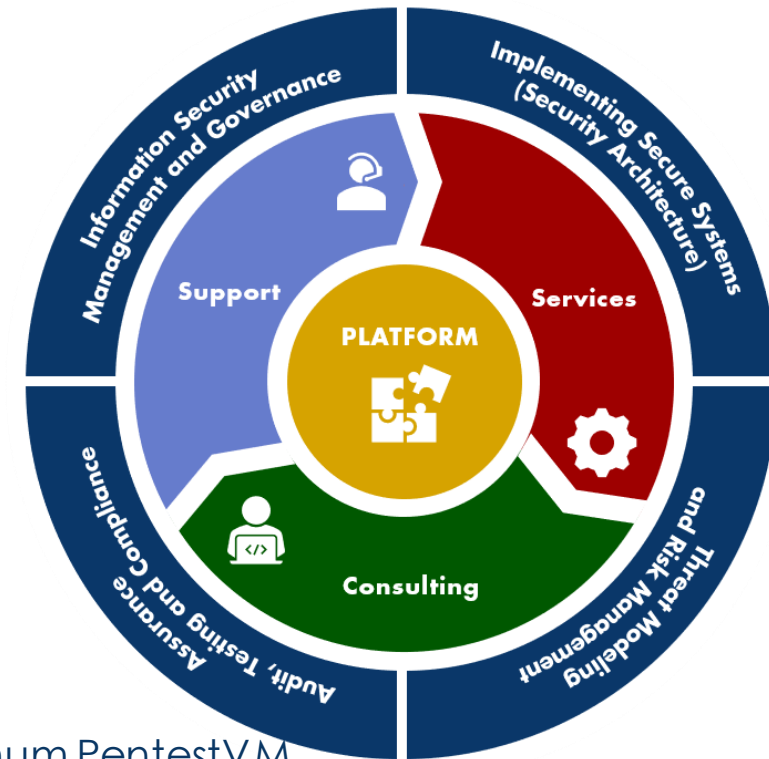 Information Security
Management and Governance
Implementing Secure Systems
(Security Architecture)
Support
Services
PLATFORM
</>
Consulting
Assurance
Audit, Testing and Compliance
Threat Modeling
and Risk Management
PentestVM